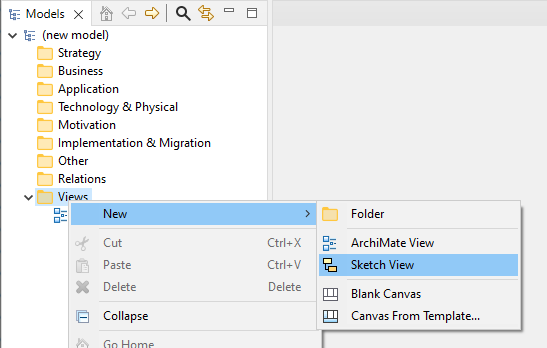 Models
(new model)
Strategy
Business
Application
Technology & Physical
Motivation
Implementation & Migration
Other
Relations
Views
New
Cut Ctrl+X
Paste Ctrl+V
Delete Delete
Collapse
Go Home
Folder
ArchiMate View
Sketch View
Blank Canvas
Canvas From Template...